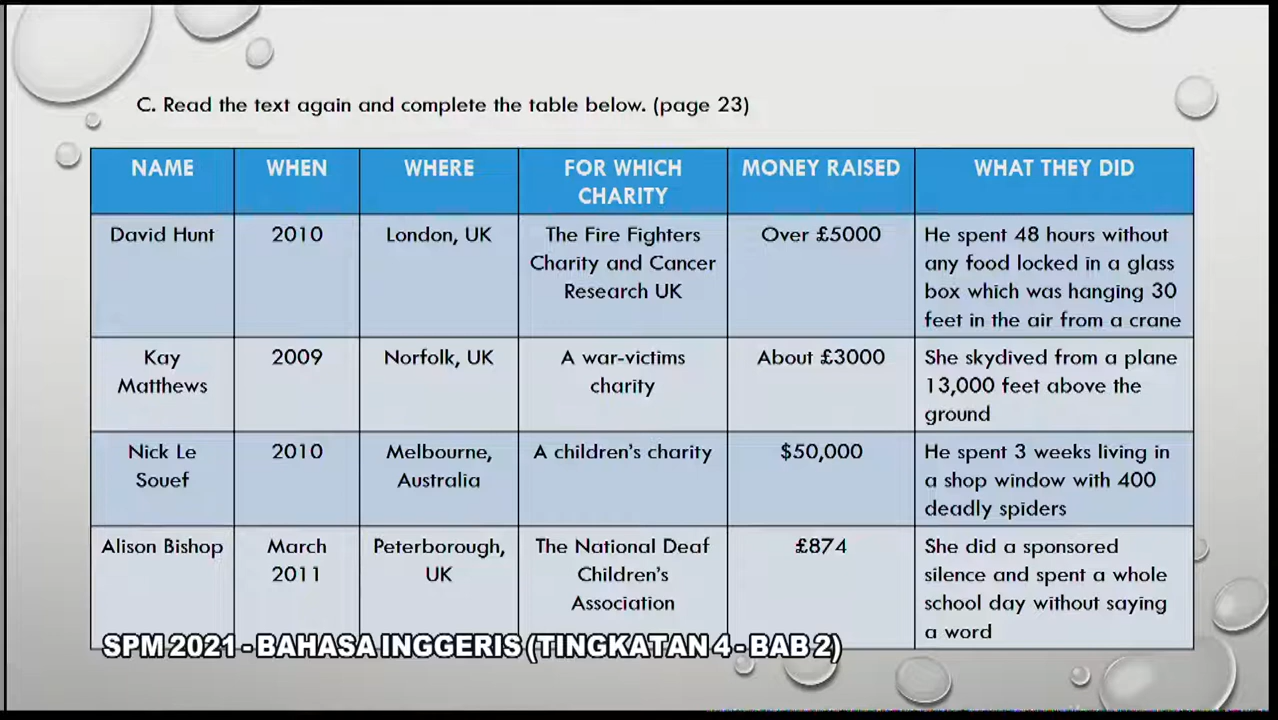 C. Read the text again and complete the table below. (page 23)
NAME
WHEN
WHERE
FOR WHICH
CHARITY
MONEY RAISED
WHAT THEY DID
David Hunt
2010
London, UK
The Fire Fighters
Charity and Cancer
Research UK
Over £5000
He spent 48 hours without
any food locked in a glass
box which was hanging 30
feet in the air from a crane
Kay
Matthews
2009
Norfolk, UK
A war-victims
charity
About £3000
She skydived from a plane
13,000 feet above the
ground
Nick Le
Souef
2010
Melbourne,
Australia
A children's charity
$50,000
He spent 3 weeks living in
a shop window with 400
deadly spiders
Alison Bishop
March
2011
Peterborough,
UK
The National Deaf
Children's
Association
£874
She did a sponsored
silence and spent a whole
school day without saying
a word
SPM 2021 - BAHASA INGGERIS (TINGKATAN 4 - BAB 2)